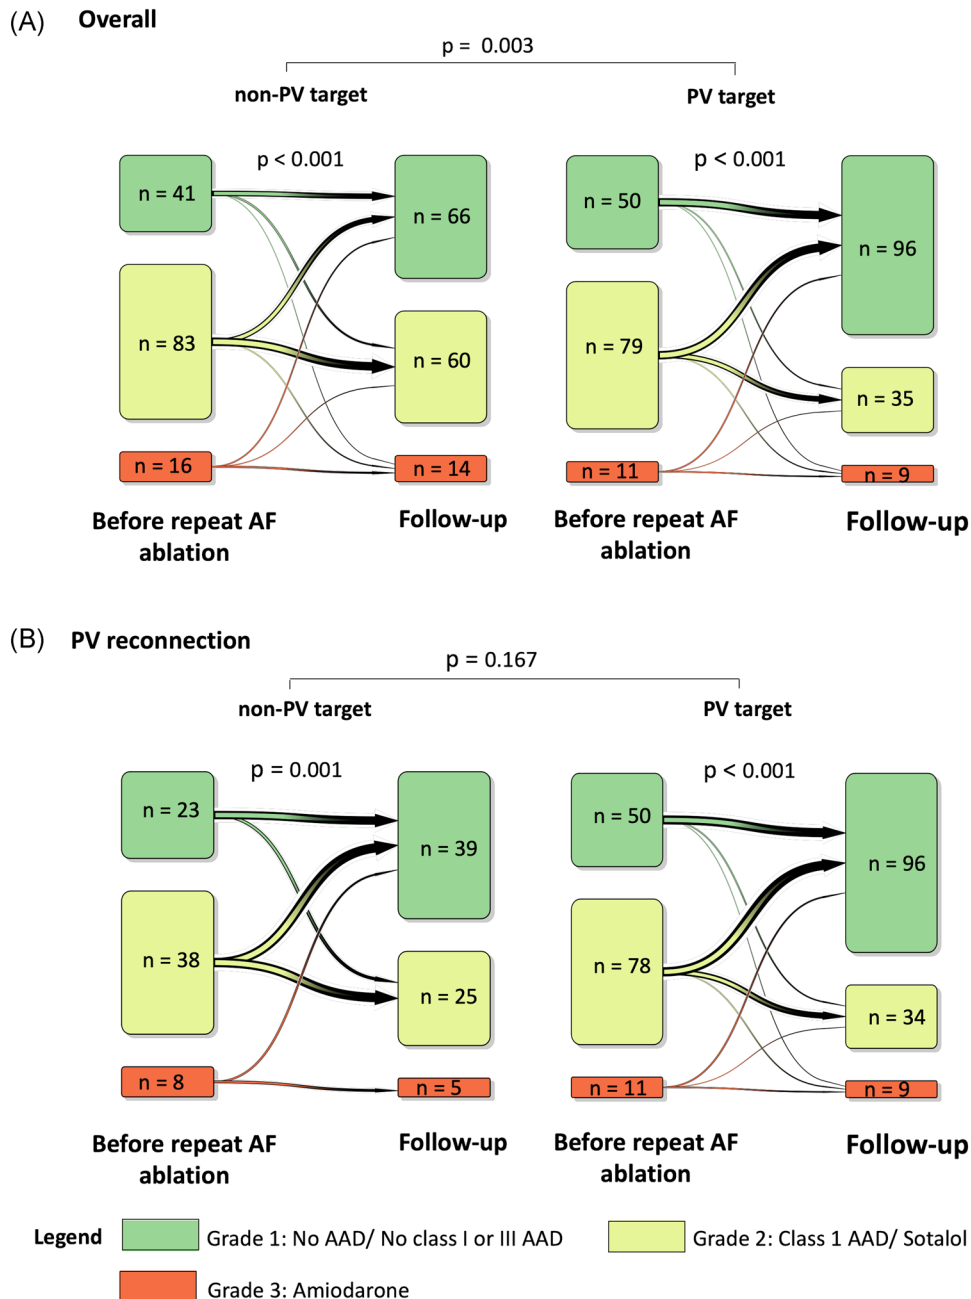 (A) Overall
p = 0.003
non-PV target
PV target
p < 0.001
p < 0.001
n = 41
n = 66
n = 50
n = 96
n = 83
n = 60
n = 79
n = 35
n = 16
n = 14
n = 11
n = 9
Before repeat AF
ablation
Follow-up
Before repeat AF
ablation
Follow-up
(B) PV reconnection
p = 0.167
non-PV target
PV target
p = 0.001
p < 0.001
n = 23
n = 39
n = 50
n = 96
n = 38
n = 25
n = 78
n = 34
n = 8
n = 5
n = 11
n = 9
Before repeat AF
ablation
Follow-up
Before repeat AF
ablation
Follow-up
Legend
Grade 1: No AAD/ No class I or III AAD
Grade 2: Class 1 AAD/ Sotalol
Grade 3: Amiodarone